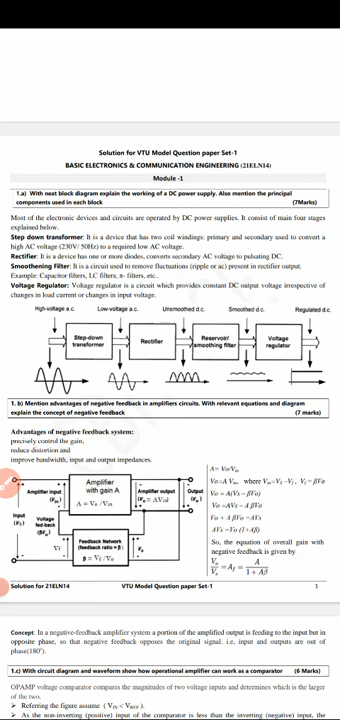 Solution for VTU Model Question paper Set-1
BASIC ELECTRONICS & COMMUNICATION ENGINEERING (21ELN14)
Module -1
1.a) With neat block diagram explain the working of a DC power supply. Also mention the principal
components used in each block (7Marks)
Most of the electronic devices and circuits are operated by DC power supplies. It consist of main four stages
explained below.
Step down transformer: It is a device that has two coil windings: primary and secondary used to convert a
high AC voltage (230V/ 50Hz) to a required low AC voltage.
Rectifier: It is a device has one or more diodes, converts secondary AC voltage to pulsating DC.
Smoothening Filter: It is a circuit used to remove fluctuations (ripple or ac) present in rectifier output.
Example: Capacitor filters, LC filters, π- filters, etc..
Voltage Regulator: Voltage regulator is a circuit which provides constant DC output voltage irrespective of
changes in load current or changes in input voltage.
High-voltage a.c. Low-voltage a.c. Unsmoothed d.c. Smoothed d.c. Regulated d.c.
Step-down
transformer
Rectifier
Reservoir/
smoothing filter
Voltage
regulator
1. b) Mention advantages of negative feedback in amplifiers circuits. With relevant equations and diagram
explain the concept of negative feedback (7 marks)
Advantages of negative feedback system:
precisely control the gain,
reduce distortion and
improve bandwidth, input and output impedances.
Amplifier
with gain A
A = Vo /Vin
Amplifier input
(Vin)
Amplifier output
(Vo = AVin)
Output
(Vo)
Input
(VS)
Voltage
fed-back
(βVo)
Vf
Feedback Network
(feedback ratio = β)
β = Vf /Vo
Vo
A= Vo/Vin
Vo=A Vin where Vin=VS -Vf , Vf = βVo
Vo = A(VS - βVo)
Vo =AVS - A βVo
Vo + A βVo =AVS
AVS =Vo (1+Aβ)
So, the equation of overall gain with
negative feedback is given by
Vo/Vs = Af = A/1 + Aβ
Solution for 21ELN14 VTU Model Question paper Set-1 1
Concept: In a negative-feedback amplifier system a portion of the amplified output is feeding to the input but in
opposite phase, so that negative feedback opposes the original signal. i.e, input and outputs are out of
phase(180°).
1.c) With circuit diagram and waveform show how operational amplifier can work as a comparator (6 Marks)
OPAMP voltage comparator compares the magnitudes of two voltage inputs and determines which is the larger
of the two.
➢ Referring the figure assume ( VIN < VREF ).
➢ As the non-inverting (positive) input of the comparator is less than the inverting (negative) input, the